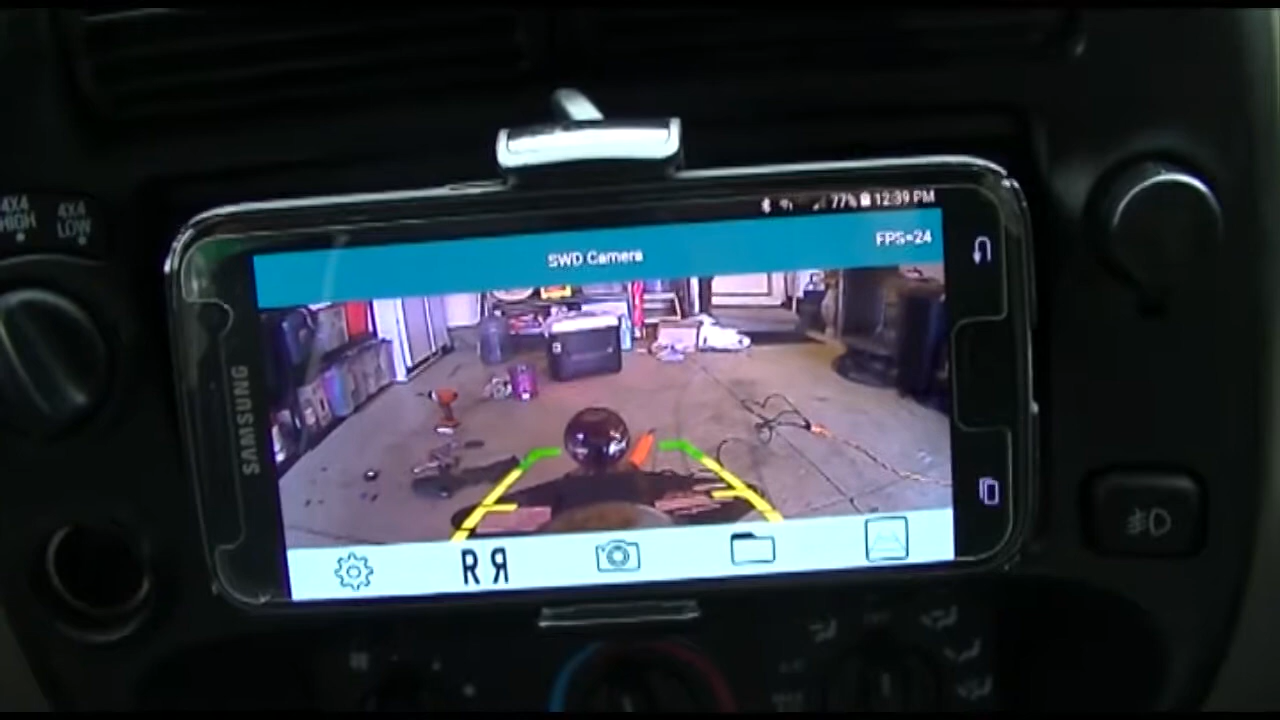 4X4 HIGH
4X4 LOW
77% 12:39 PM
SWD Camera
FPS=24
SAMSUNG
R Я